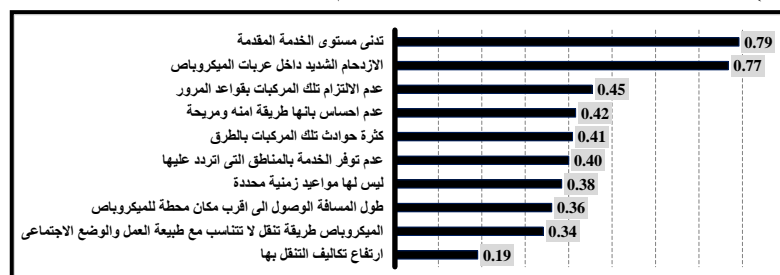 تدنى مستوى الخدمة المقدمة 0.79
الازدحام الشديد داخل عربات الميكروباص 0.77
عدم الالتزام تلك المركبات بقواعد المرور 0.45
عدم احساس بانها طريقة امنه ومريحة 0.42
كثرة حوادث تلك المركبات بالطرق 0.41
عدم توفر الخدمة بالمناطق التى اتردد عليها 0.40
ليس لها مواعيد زمنية محددة 0.38
طول المسافة الوصول الى اقرب مكان محطة للميكروباص 0.36
الميكروباص طريقة تنقل لا تتناسب مع طبيعة العمل والوضع الاجتماعى 0.34
ارتفاع تكاليف التنقل بها 0.19